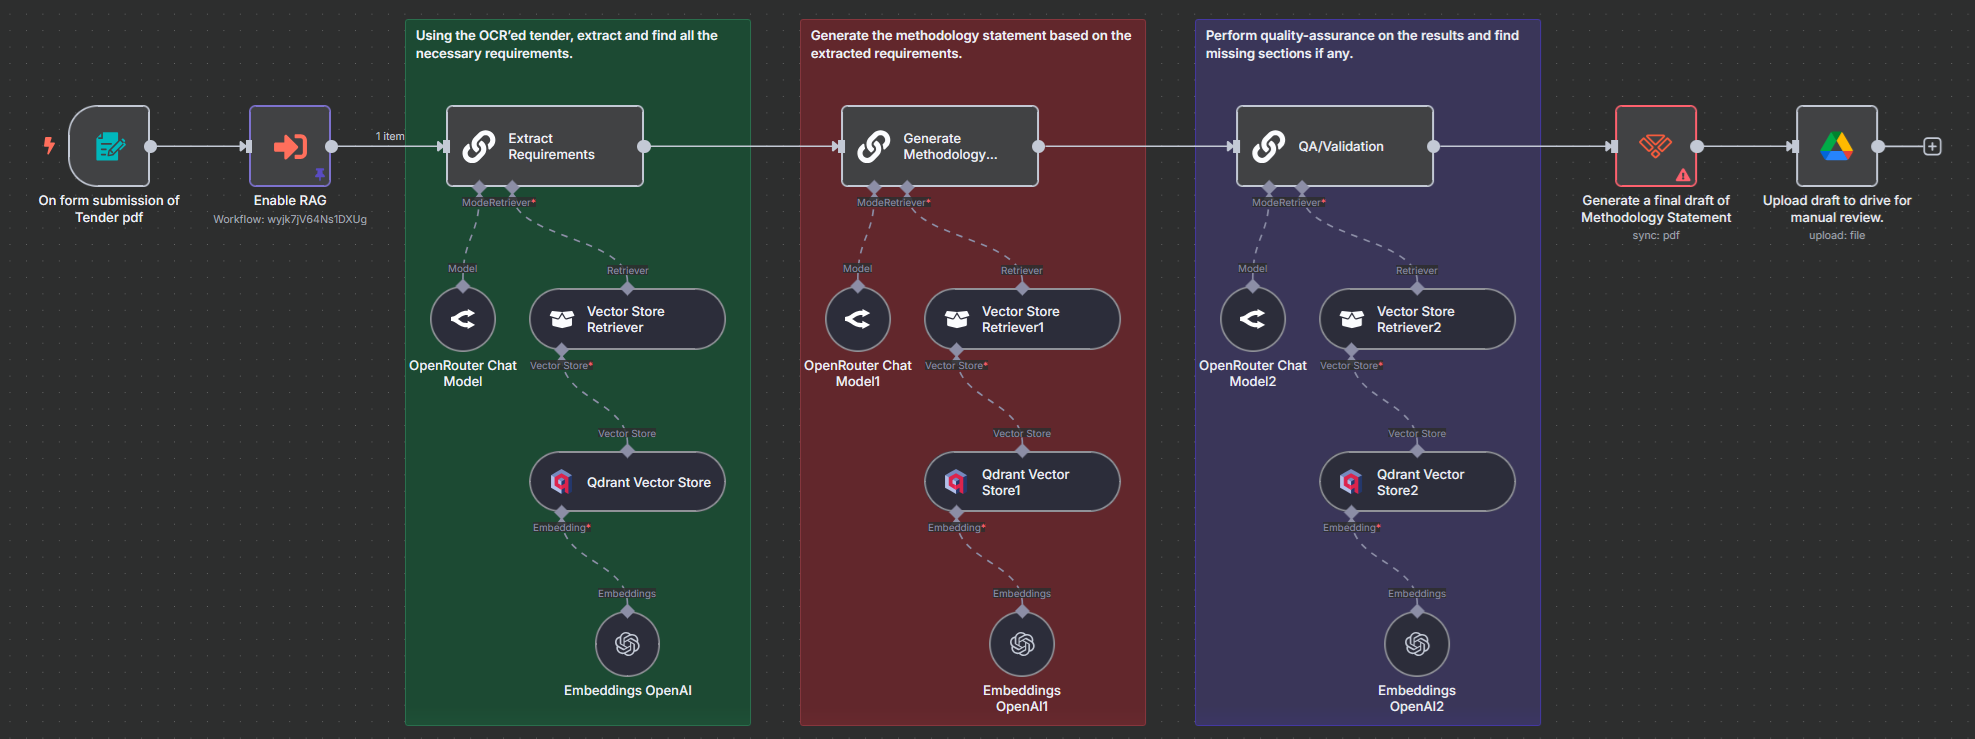 Using the OCR'ed tender, extract and find all the
necessary requirements.
Generate the methodology statement based on the
extracted requirements.
Perform quality-assurance on the results and find
missing sections if any.
On form submission of
Tender pdf
Enable RAG
Workflow: wyjk7jV64Ns1DXUg
1 item
Extract
Requirements
Generate
Methodology...
QA/Validation
Generate a final draft of
Methodology Statement
sync: pdf
Upload draft to drive for
manual review.
upload: file
ModeRetriever*
ModeRetriever*
ModeRetriever*
Model
Retriever
Model
Retriever
Model
Retriever
OpenRouter Chat
Model
Vector Store
Retriever
OpenRouter Chat
Model1
Vector Store
Retriever1
OpenRouter Chat
Model2
Vector Store
Retriever2
Vector Store*
Vector Store*
Vector Store*
Vector Store
Vector Store
Vector Store
Qdrant Vector Store
Qdrant Vector
Store1
Qdrant Vector
Store2
Embedding*
Embedding*
Embedding*
Embeddings
Embeddings
Embeddings
Embeddings OpenAI
Embeddings
OpenAI1
Embeddings
OpenAI2